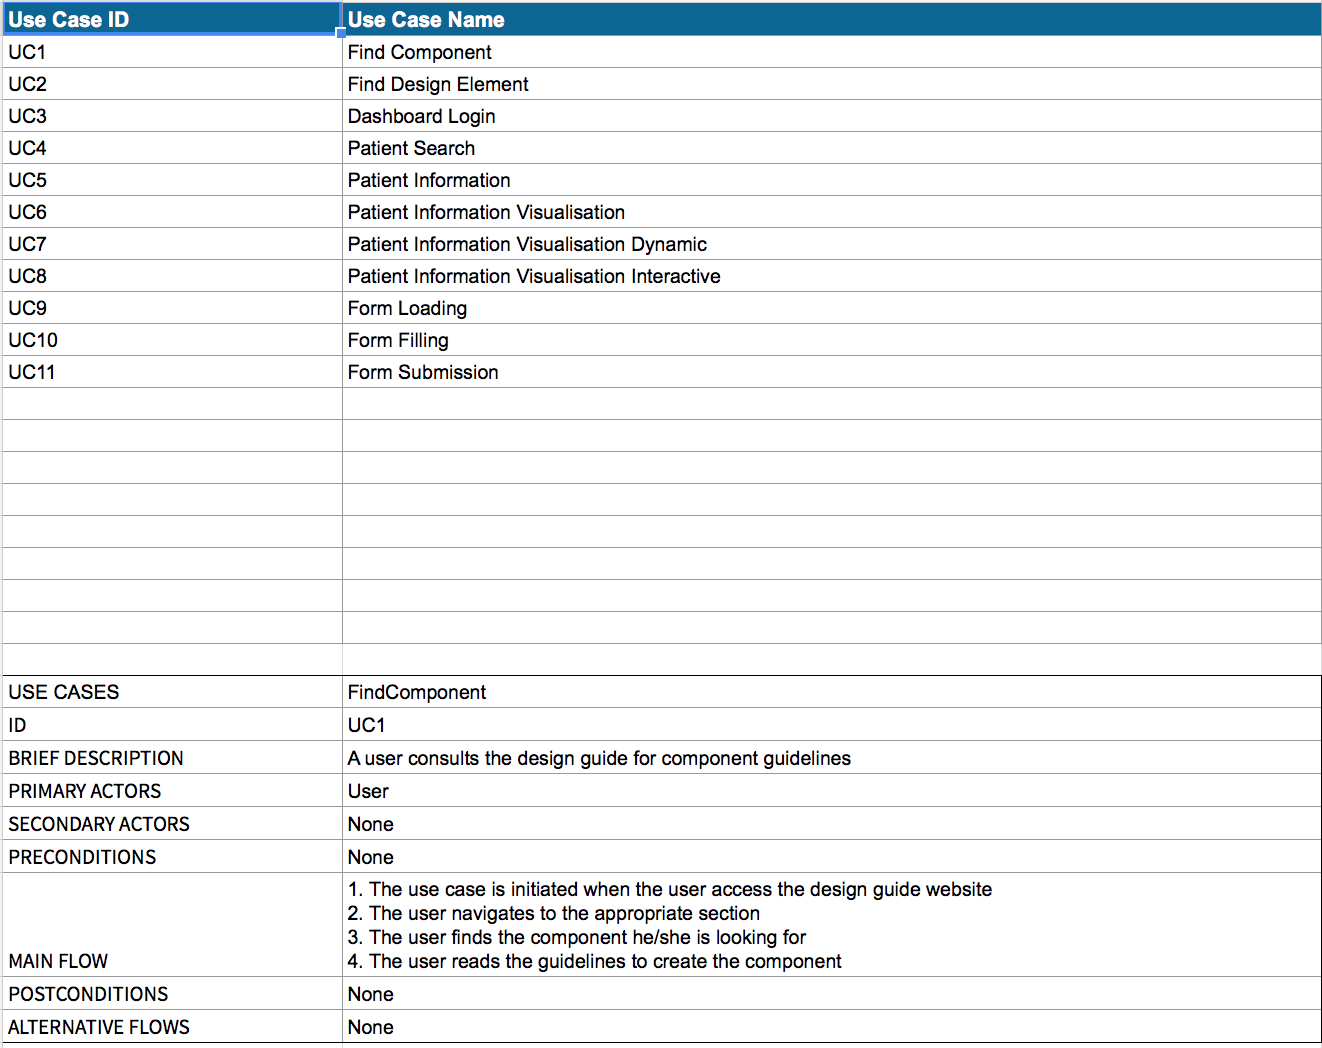 Use Case ID Use Case Name
UC1 Find Component
UC2 Find Design Element
UC3 Dashboard Login
UC4 Patient Search
UC5 Patient Information
UC6 Patient Information Visualisation
UC7 Patient Information Visualisation Dynamic
UC8 Patient Information Visualisation Interactive
UC9 Form Loading
UC10 Form Filling
UC11 Form Submission
USE CASES FindComponent
ID UC1
BRIEF DESCRIPTION A user consults the design guide for component guidelines
PRIMARY ACTORS User
SECONDARY ACTORS None
PRECONDITIONS None
1. The use case is initiated when the user access the design guide website
2. The user navigates to the appropriate section
3. The user finds the component he/she is looking for
MAIN FLOW 4. The user reads the guidelines to create the component
POSTCONDITIONS None
ALTERNATIVE FLOWS None